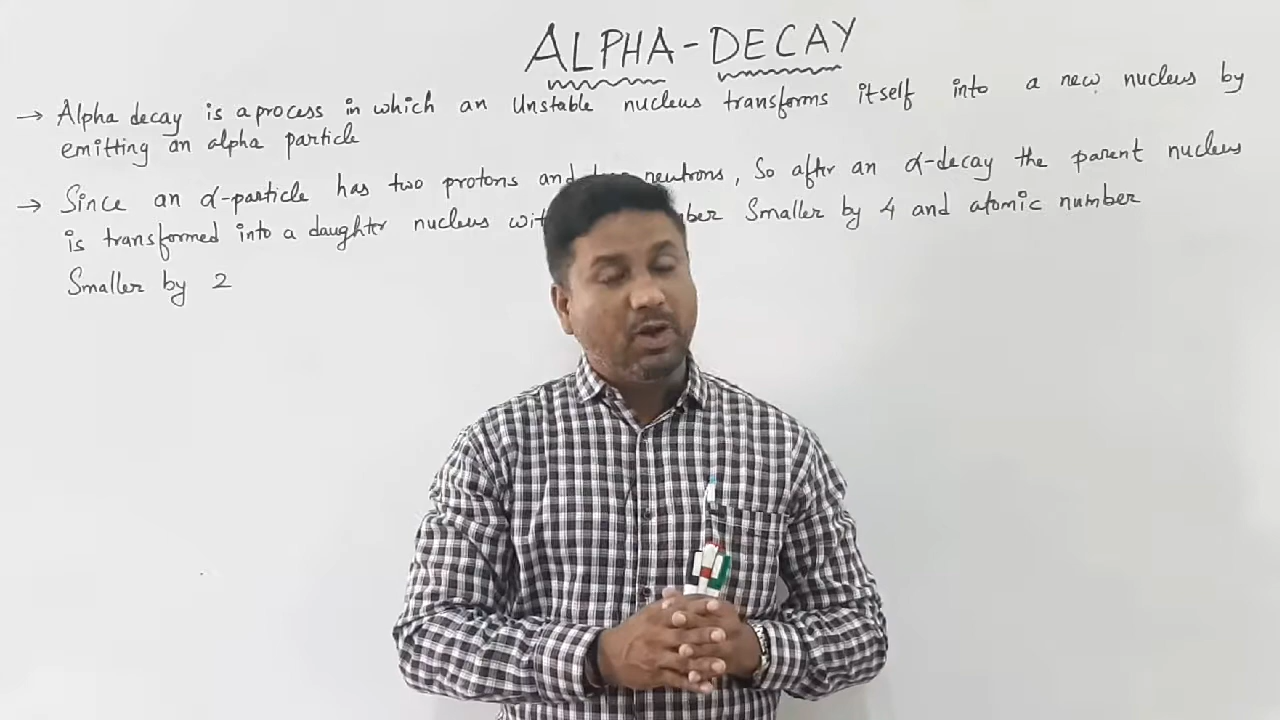 ALPHA-DECAY
→ Alpha decay is a process in which an Unstable nucleus transforms itself into a new nucleus by
emitting an alpha particle
→ Since an α-particle has two protons and neutrons, So after an α-decay the parent nucleus
is transformed into a daughter nucleus Smaller by 4 and atomic number
Smaller by 2